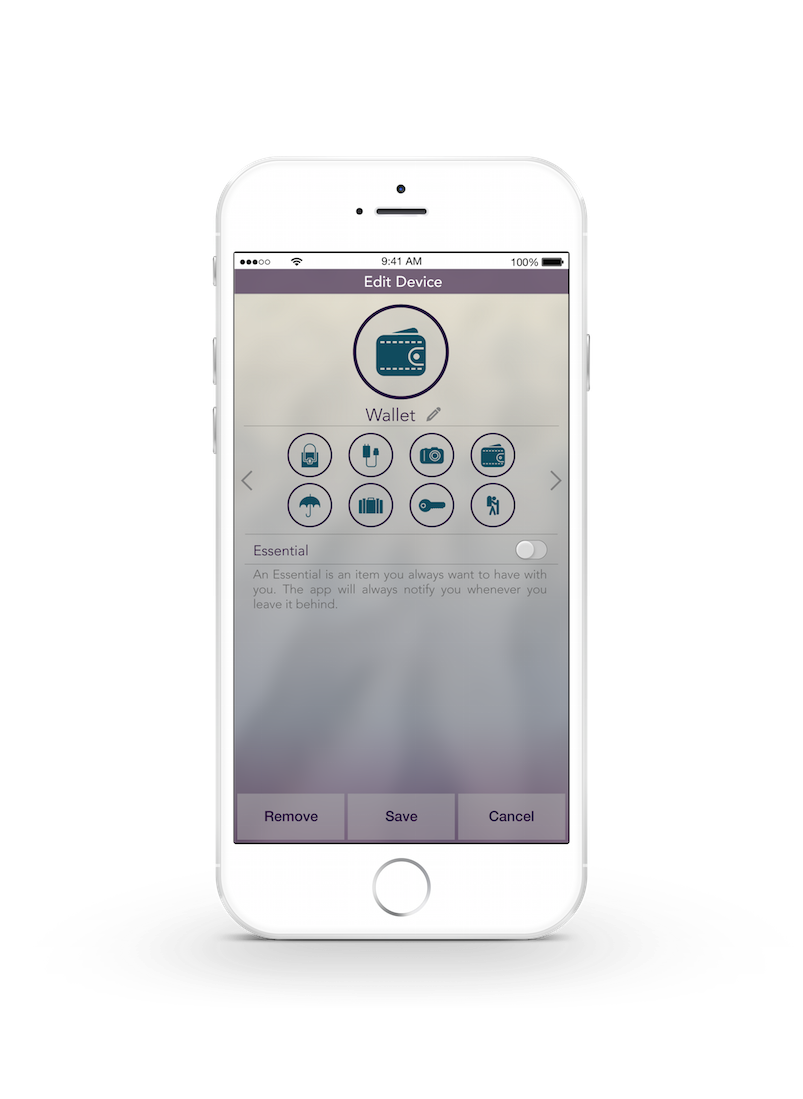 9:41 AM 100%
Edit Device
Wallet
Essential
An Essential is an item you always want to have with
you. The app will always notify you whenever you
leave it behind.
Remove Save Cancel